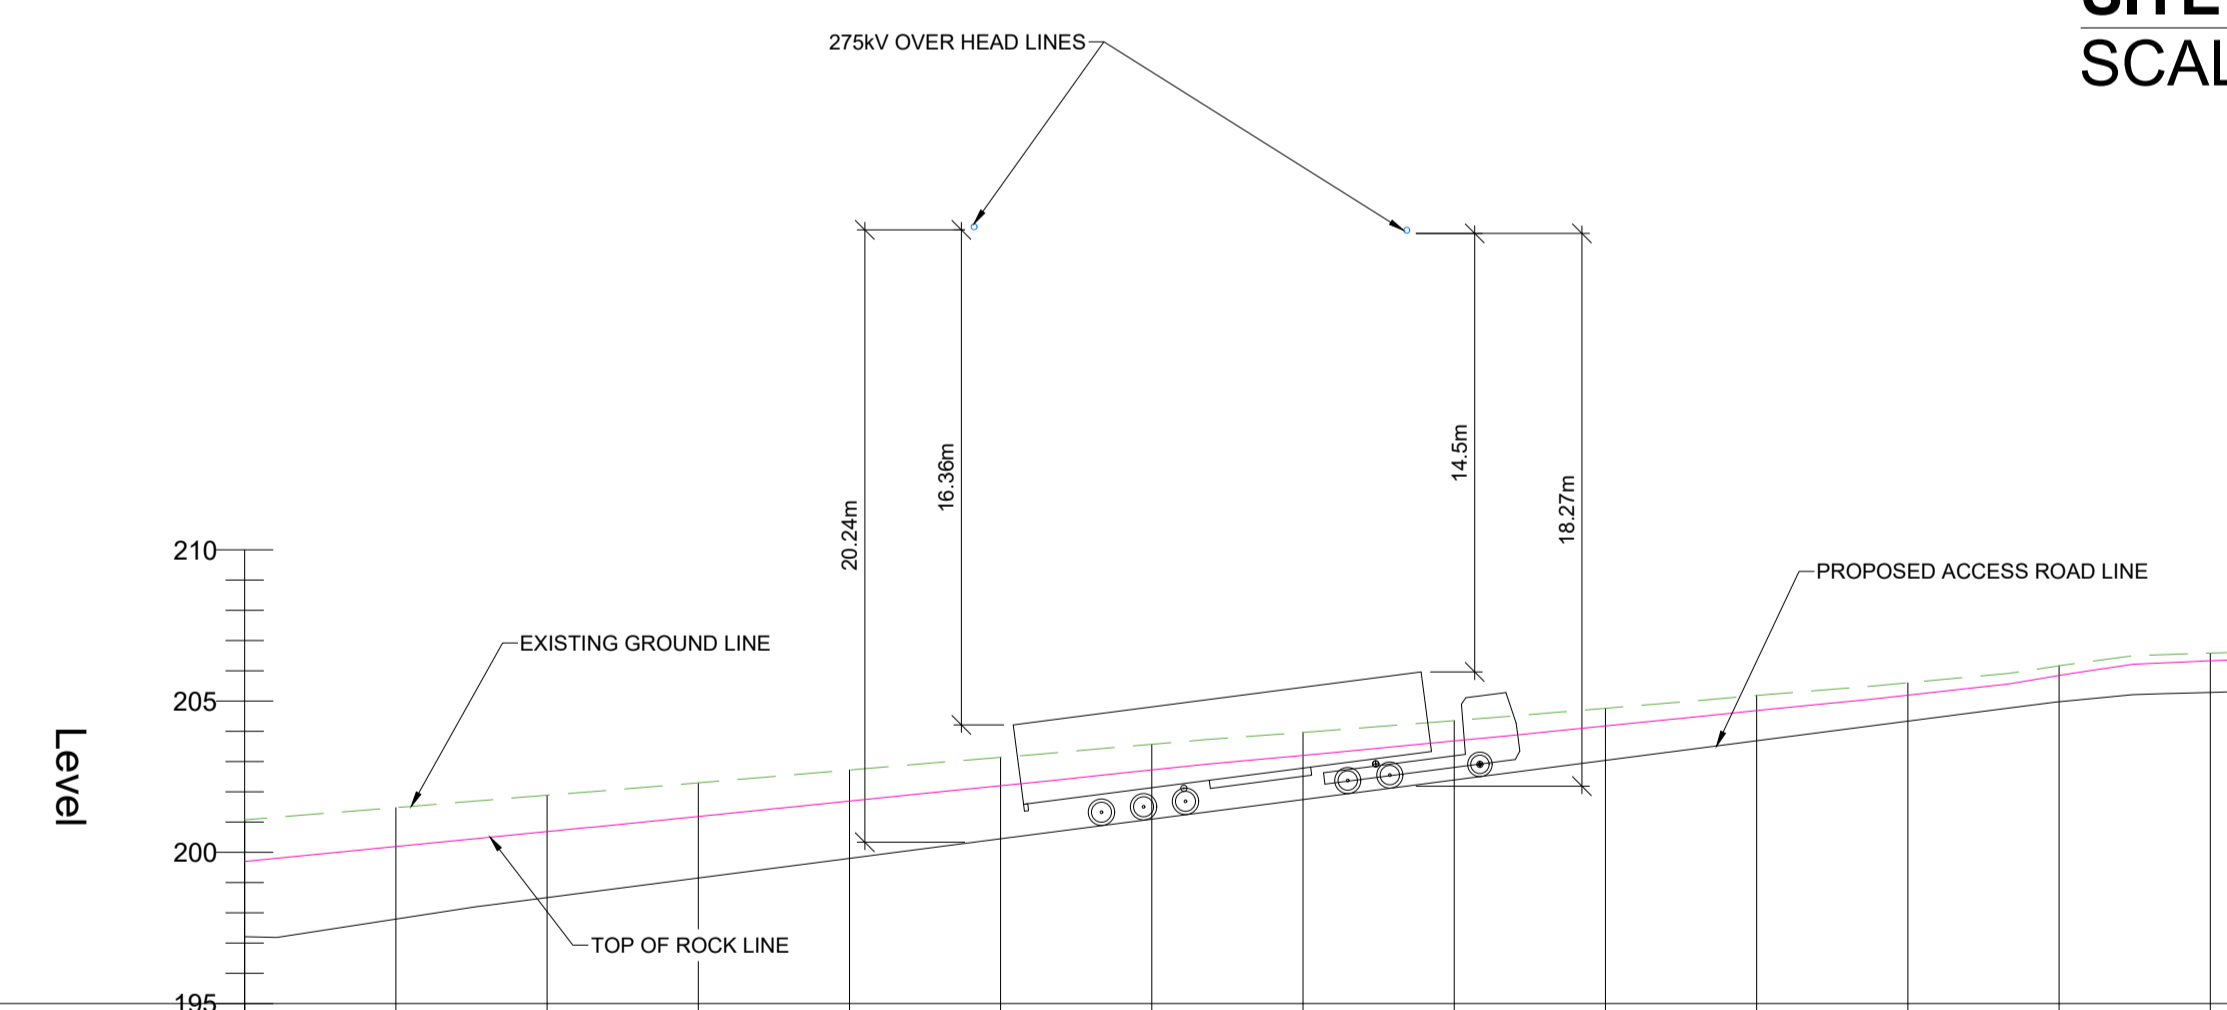 SCAL
275kV OVER HEAD LINES
20.24m
16.36m
14.5m
18.27m
210
205
200
195
Level
PROPOSED ACCESS ROAD LINE
EXISTING GROUND LINE
TOP OF ROCK LINE